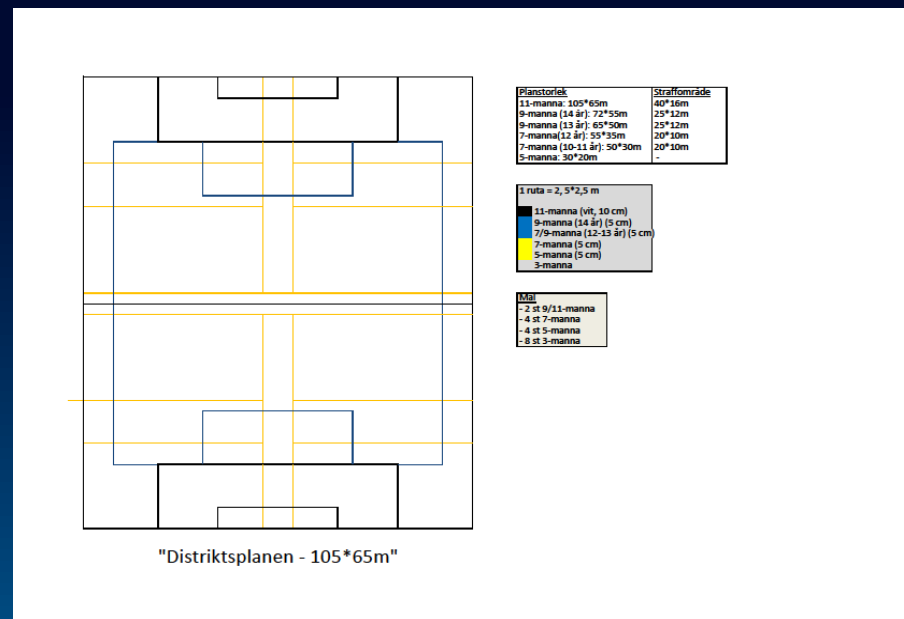 Planstorlek Straffområde
11-manna: 105*65m 40*16m
9-manna (14 år): 72*55m 25*12m
9-manna (13 år): 65*50m 25*12m
7-manna(12 år): 55*35m 20*10m
7-manna (10-11 år): 50*30m 20*10m
5-manna: 30*20m -
1 ruta = 2, 5*2,5 m
11-manna (vit, 10 cm)
9-manna (14 år) (5 cm)
7/9-manna (12-13 år) (5 cm)
7-manna (5 cm)
5-manna (5 cm)
3-manna
Mål
- 2 st 9/11-manna
- 4 st 7-manna
- 4 st 5-manna
- 8 st 3-manna
"Distriktsplanen - 105*65m"